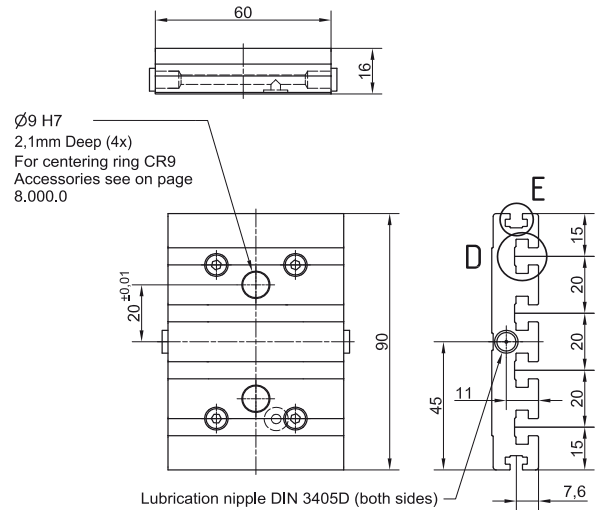 60
16
Ø9 H7
2,1mm Deep (4x)
For centering ring CR9
Accessories see on page
8.000.0
E
D
15
20 ±0,01
20
90
20
45
11
20
15
Lubrication nipple DIN 3405D (both sides)
7,6